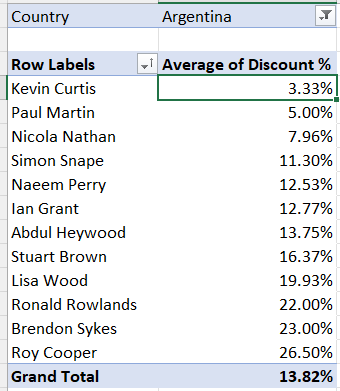 Country Argentina
Row Labels Average of Discount %
Kevin Curtis 3.33%
Paul Martin 5.00%
Nicola Nathan 7.96%
Simon Snape 11.30%
Naeem Perry 12.53%
Ian Grant 12.77%
Abdul Heywood 13.75%
Stuart Brown 16.37%
Lisa Wood 19.93%
Ronald Rowlands 22.00%
Brendon Sykes 23.00%
Roy Cooper 26.50%
Grand Total 13.82%